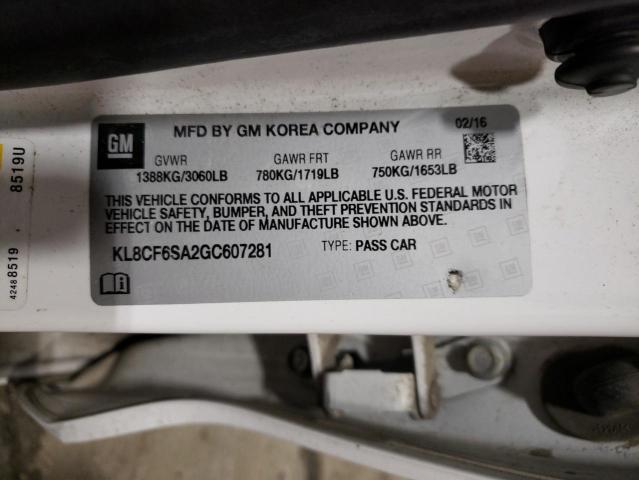 GM
MFD BY GM KOREA COMPANY
02/16
GVWR
GAWR FRT
GAWR RR
1388KG/3060LB
780KG/1719LB
750KG/1653LB
THIS VEHICLE CONFORMS TO ALL APPLICABLE U.S. FEDERAL MOTOR
VEHICLE SAFETY, BUMPER, AND THEFT PREVENTION STANDARDS IN
EFFECT ON THE DATE OF MANUFACTURE SHOWN ABOVE.
KL8CF6SA2GC607281
TYPE: PASS CAR
8519U
42488519